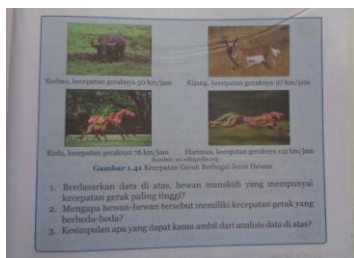 Kerbau, kecepatan geraknya 50 km/jam
Kijang, kecepatan geraknya 97 km/jam
Kuda, kecepatan geraknya 76 km/jam
Harimau, kecepatan geraknya 112 km/jam
Sumber: en.wikipedia.org
Gambar 1.41 Kecepatan Gerak Berbagai Jenis Hewan
1. Berdasarkan data di atas, hewan manakah yang mempunyai
kecepatan gerak paling tinggi?
2. Mengapa hewan-hewan tersebut memiliki kecepatan gerak yang
berbeda-beda?
3. Kesimpulan apa yang dapat kamu ambil dari analisis data di atas?